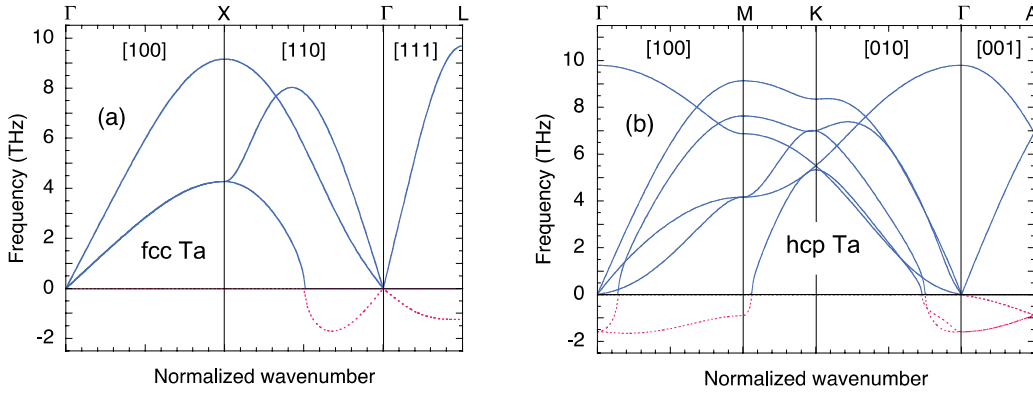 Γ X Γ L
[100] [110] [111]
(a)
fcc Ta
10
8
6
4
2
0
-2
Frequency (THz)
Normalized wavenumber
Γ M K Γ A
[100] [010] [001]
(b)
hcp Ta
10
8
6
4
2
0
-2
Frequency (THz)
Normalized wavenumber